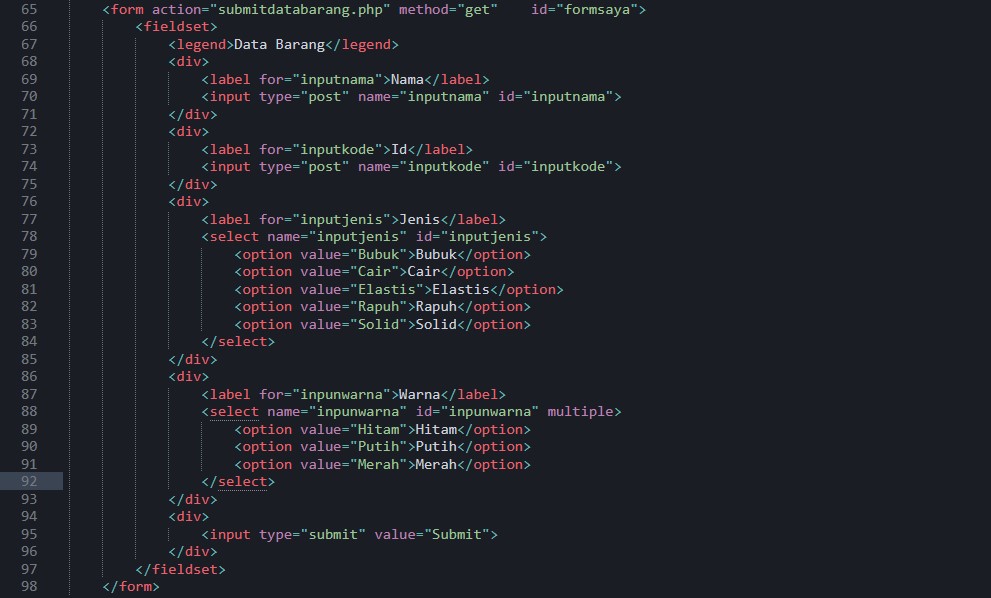 65 <form action="submitdatabarang.php" method="get"    id="formsaya">
66 <fieldset>
67 <legend>Data Barang</legend>
68 <div>
69 <label for="inputnama">Nama</label>
70 <input type="post" name="inputnama" id="inputnama">
71 </div>
72 <div>
73 <label for="inputkode">Id</label>
74 <input type="post" name="inputkode" id="inputkode">
75 </div>
76 <div>
77 <label for="inputjenis">Jenis</label>
78 <select name="inputjenis" id="inputjenis">
79 <option value="Bubuk">Bubuk</option>
80 <option value="Cair">Cair</option>
81 <option value="Elastis">Elastis</option>
82 <option value="Rapuh">Rapuh</option>
83 <option value="Solid">Solid</option>
84 </select>
85 </div>
86 <div>
87 <label for="inpunwarna">Warna</label>
88 <select name="inpunwarna" id="inpunwarna" multiple>
89 <option value="Hitam">Hitam</option>
90 <option value="Putih">Putih</option>
91 <option value="Merah">Merah</option>
92 </select>
93 </div>
94 <div>
95 <input type="submit" value="Submit">
96 </div>
97 </fieldset>
98 </form>